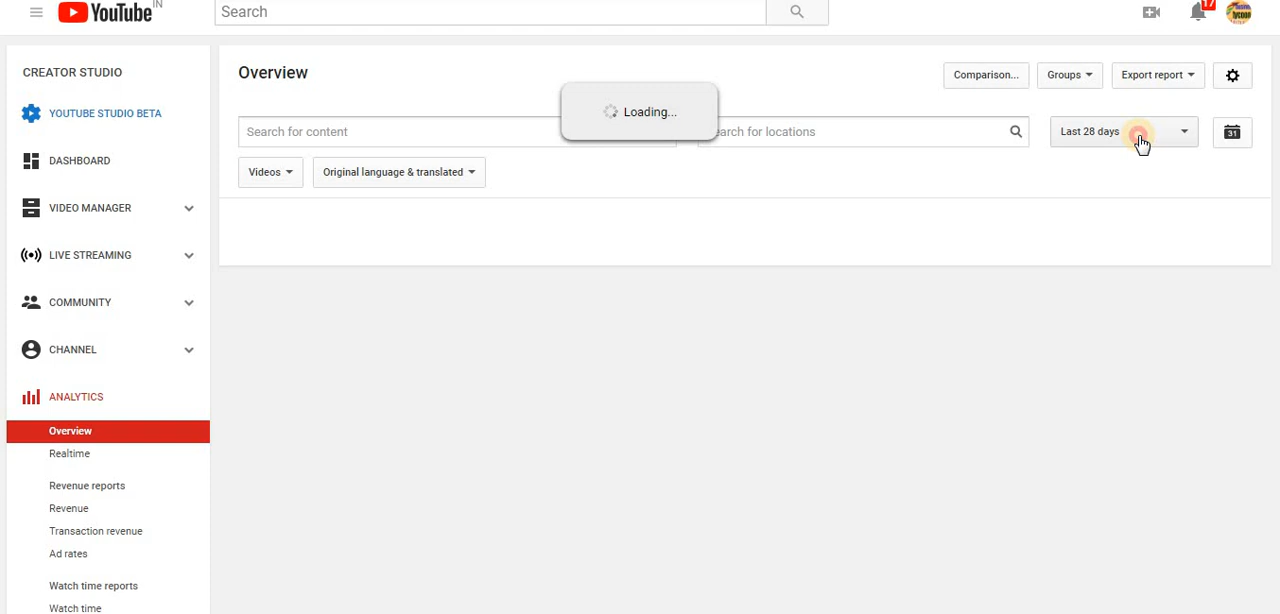 YouTube IN
Search
17
CREATOR STUDIO
YOUTUBE STUDIO BETA
DASHBOARD
VIDEO MANAGER
LIVE STREAMING
COMMUNITY
CHANNEL
ANALYTICS
Overview
Realtime
Revenue reports
Revenue
Transaction revenue
Ad rates
Watch time reports
Watch time
Overview
Comparison...
Groups
Export report
Loading...
Search for content
earch for locations
Last 28 days
31
Videos
Original language & translated